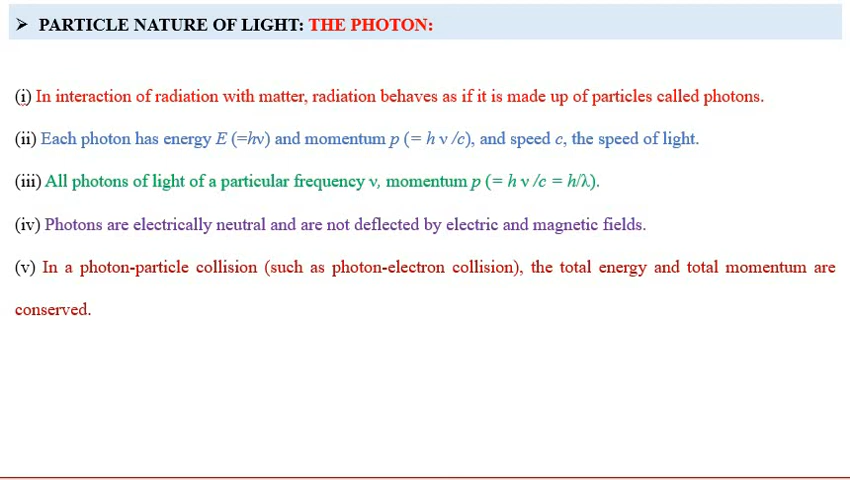 ➢ PARTICLE NATURE OF LIGHT: THE PHOTON:
(i) In interaction of radiation with matter, radiation behaves as if it is made up of particles called photons.
(ii) Each photon has energy E (=hν) and momentum p (= h ν /c), and speed c, the speed of light.
(iii) All photons of light of a particular frequency ν, momentum p (= h ν /c = h/λ).
(iv) Photons are electrically neutral and are not deflected by electric and magnetic fields.
(v) In a photon-particle collision (such as photon-electron collision), the total energy and total momentum are
conserved.